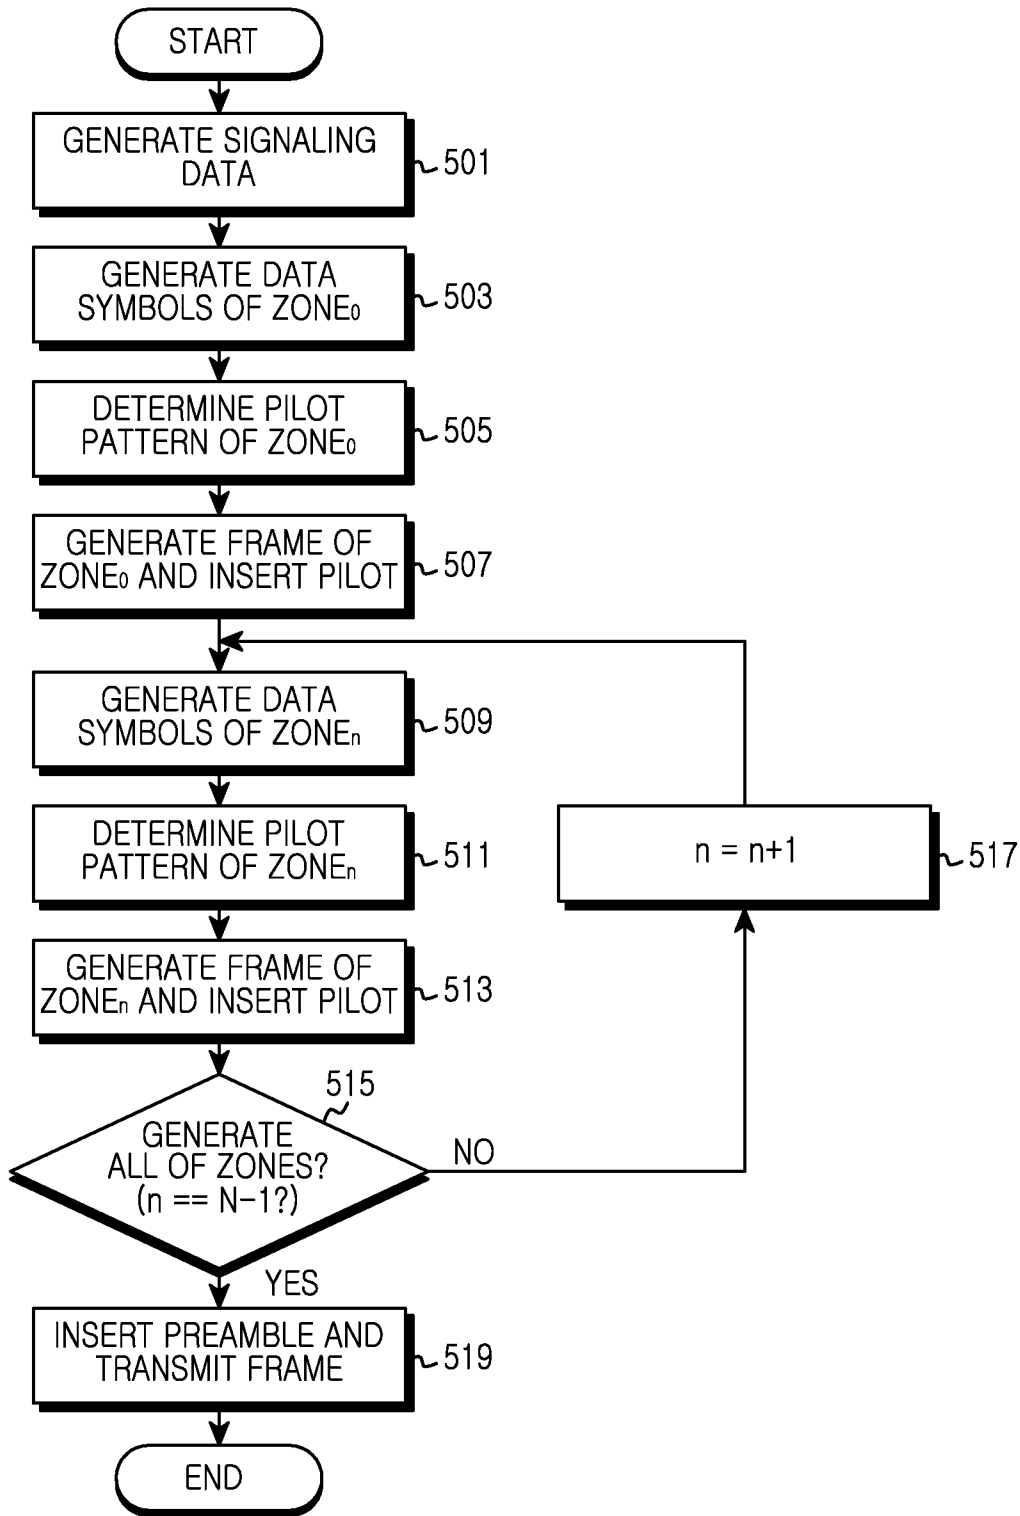 START
GENERATE SIGNALING
DATA
501
GENERATE DATA
SYMBOLS OF ZONE₀
503
DETERMINE PILOT
PATTERN OF ZONE₀
505
GENERATE FRAME OF
ZONE₀ AND INSERT PILOT
507
GENERATE DATA
SYMBOLS OF ZONEₙ
509
DETERMINE PILOT
PATTERN OF ZONEₙ
511
n = n+1
517
GENERATE FRAME OF
ZONEₙ AND INSERT PILOT
513
515
GENERATE
ALL OF ZONES?
(n == N-1?)
NO
YES
INSERT PREAMBLE AND
TRANSMIT FRAME
519
END